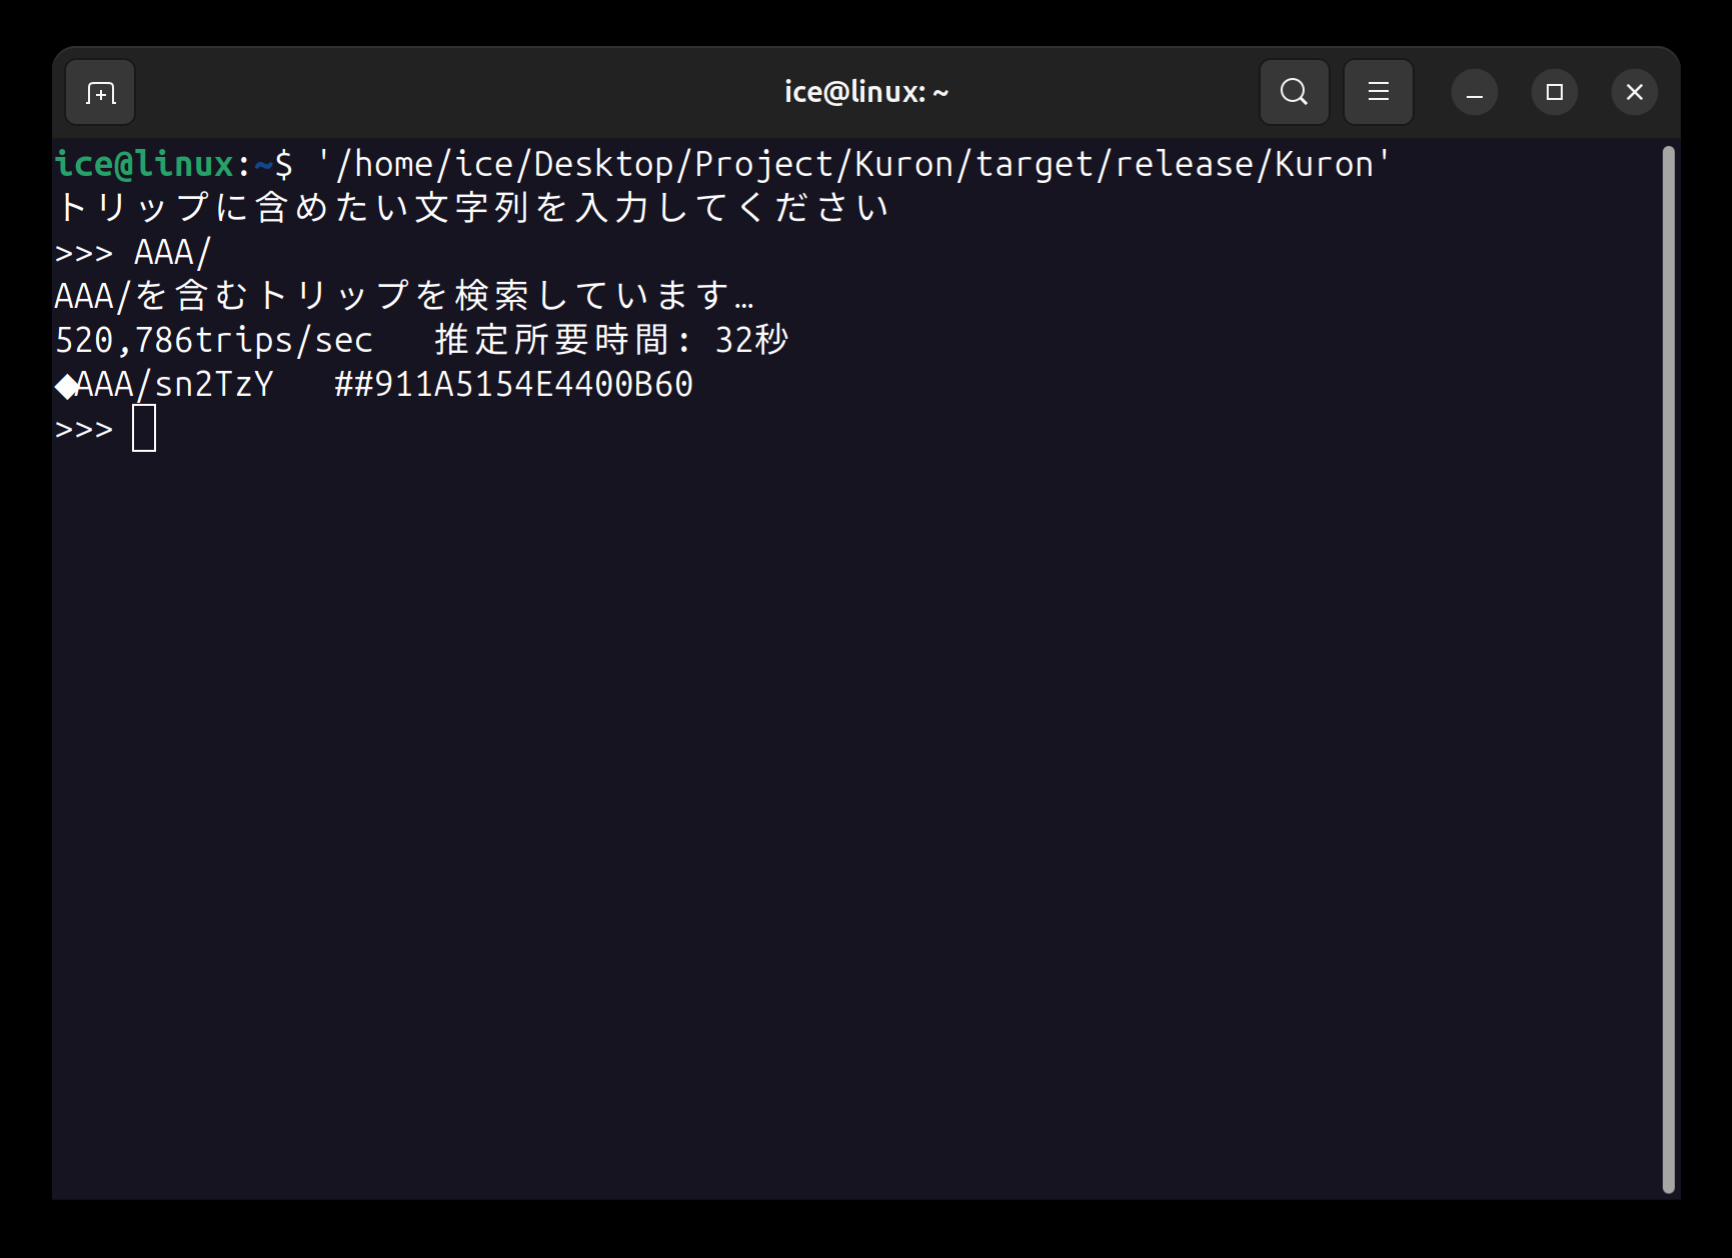 ice@linux: ~
ice@linux:~$ '/home/ice/Desktop/Project/Kuron/target/release/Kuron'
トリップに含めたい文字列を入力してください
>>> AAA/
AAA/を含むトリップを検索しています…
520,786trips/sec   推定所要時間: 32秒
◆AAA/sn2TzY   ##911A5154E4400B60
>>>